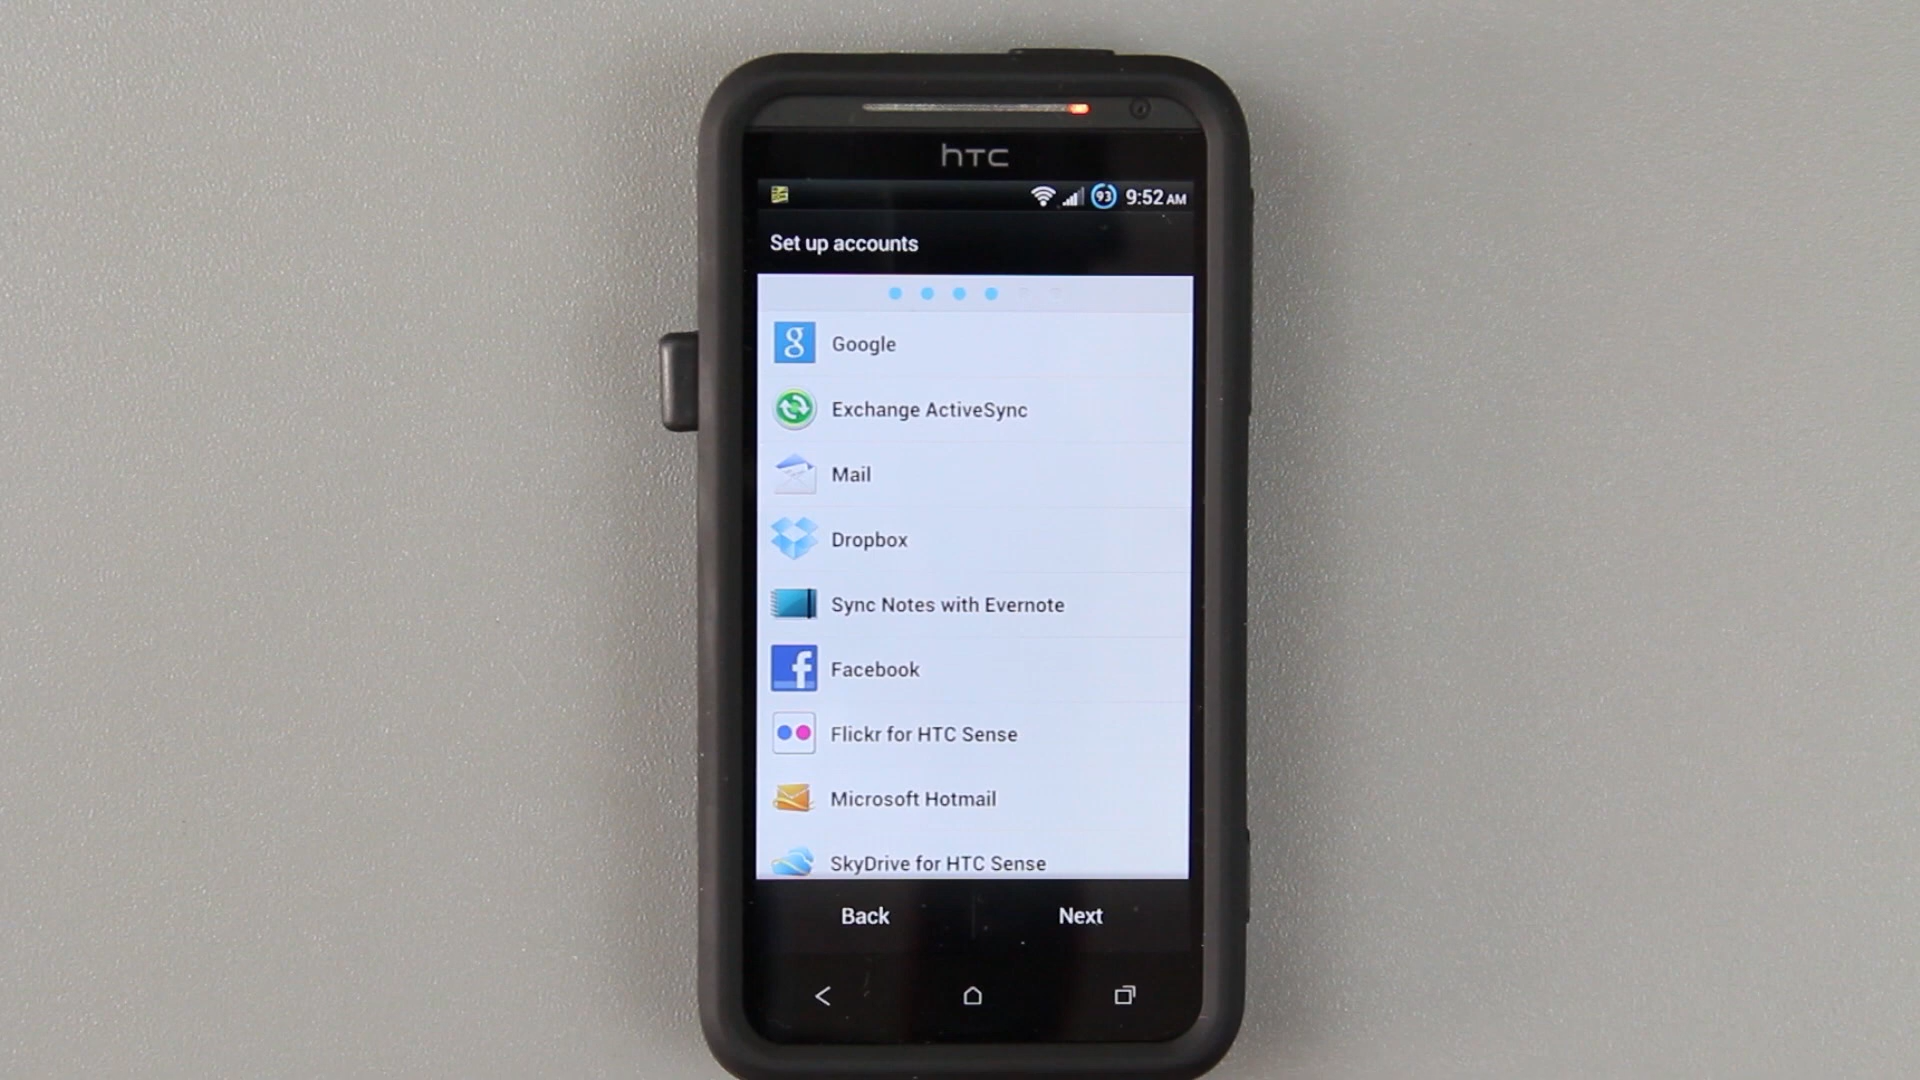 hTC
93 9:52 AM
Set up accounts
g Google
Exchange ActiveSync
Mail
Dropbox
Sync Notes with Evernote
f Facebook
Flickr for HTC Sense
Microsoft Hotmail
SkyDrive for HTC Sense
Back Next